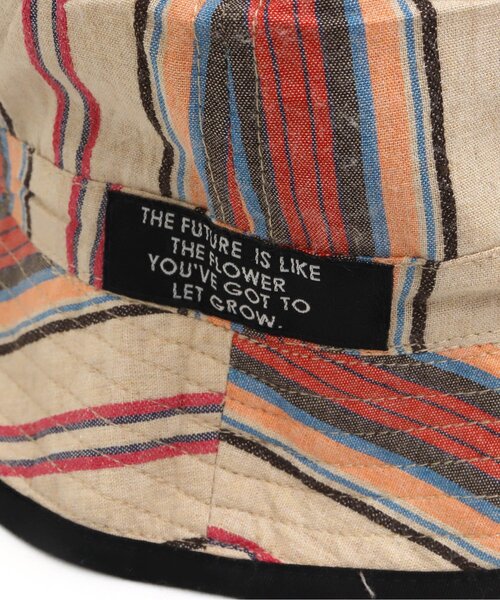 THE FUTURE IS LIKE
THE FLOWER
YOU'VE GOT TO
LET GROW.